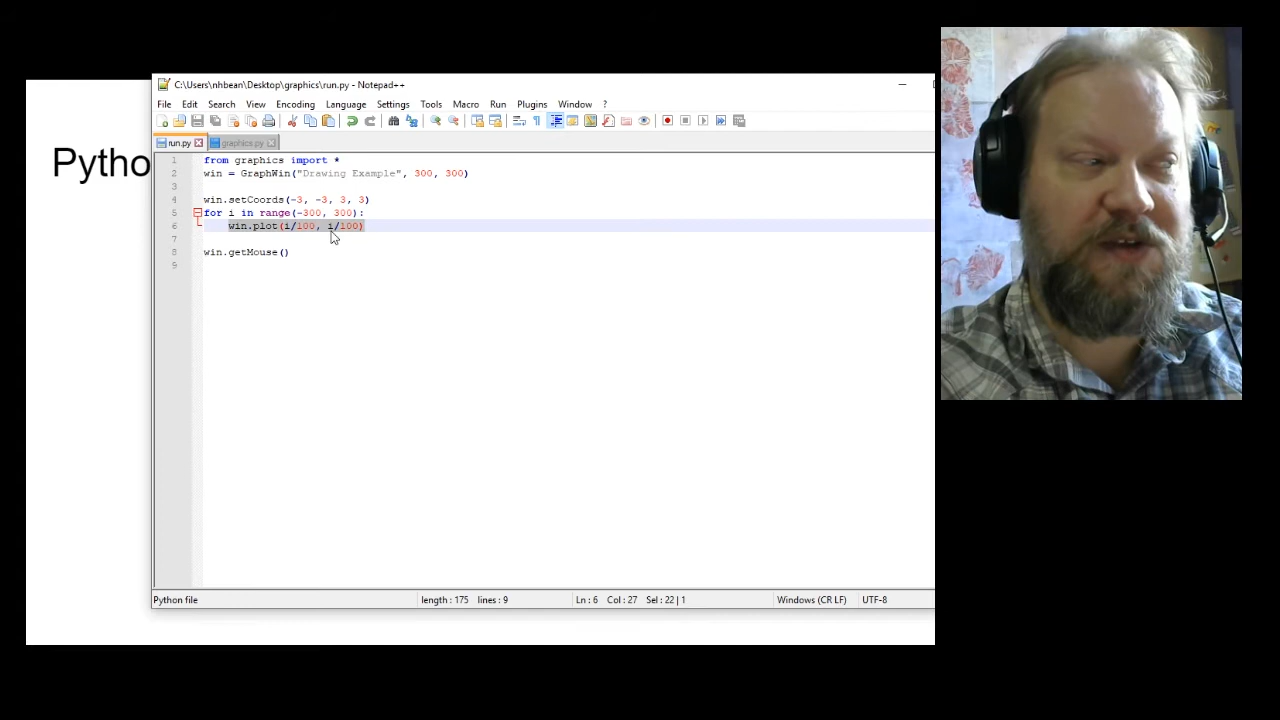 C:\Users\nhbean\Desktop\graphics\run.py - Notepad++
File Edit Search View Encoding Language Settings Tools Macro Run Plugins Window ?
run.py graphics.py
Pytho
1 from graphics import *
2 win = GraphWin("Drawing Example", 300, 300)
3
4 win.setCoords(-3, -3, 3, 3)
5 for i in range(-300, 300):
6 win.plot(i/100, i/100)
7
8 win.getMouse()
9
Python file length : 175 lines : 9 Ln : 6 Col : 27 Sel : 22 | 1 Windows (CR LF) UTF-8